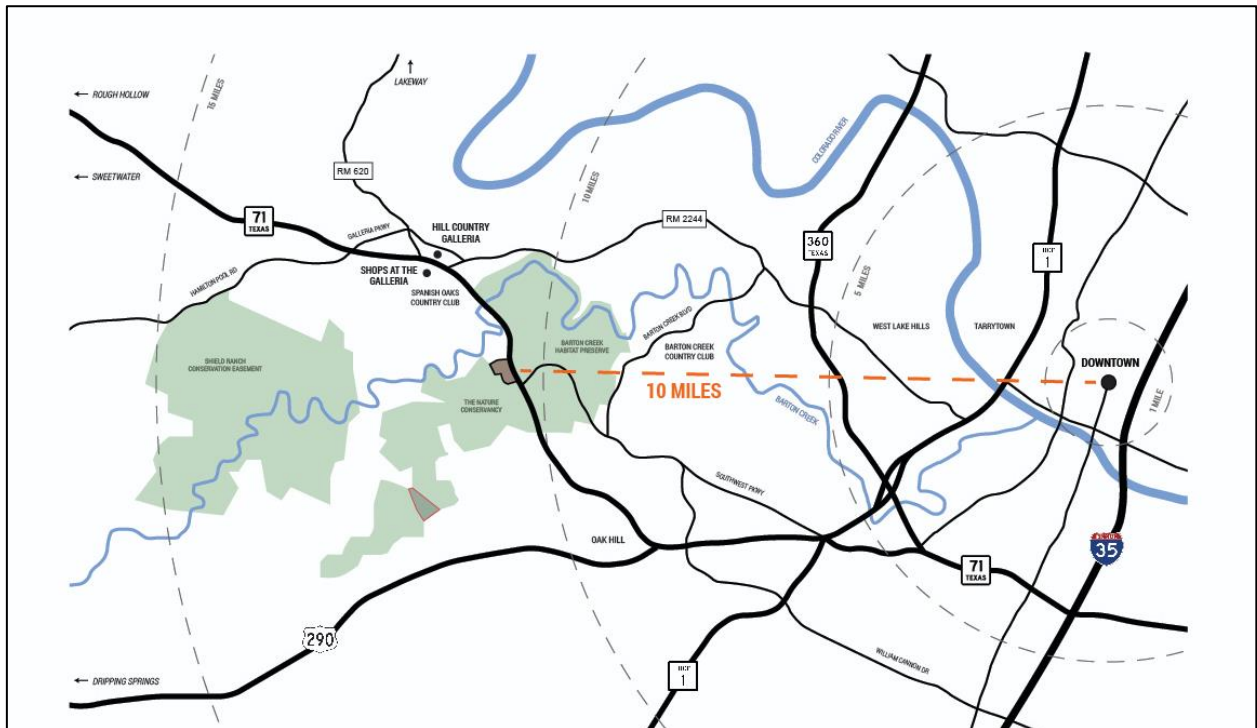 ← ROUGH HOLLOW
15 MILES
↑
LAKEWAY
← SWEETWATER
RM 620
10 MILES
COLORADO RIVER
71
TEXAS
GALLERIA PKWY
HILL COUNTRY
GALLERIA
RM 2244
360
TEXAS
1
5 MILES
HAMILTON POOL RD
SHOPS AT THE
GALLERIA
SPANISH OAKS
COUNTRY CLUB
BARTON CREEK BLVD
WEST LAKE HILLS
TARRYTOWN
SHIELD RANCH
CONSERVATION EASEMENT
BARTON CREEK
HABITAT PRESERVE
BARTON CREEK
COUNTRY CLUB
DOWNTOWN
10 MILES
1 MILE
THE NATURE
CONSERVANCY
BARTON CREEK
SOUTHWEST PKWY
OAK HILL
35
71
TEXAS
290
WILLIAM CANNON DR
1
← DRIPPING SPRINGS